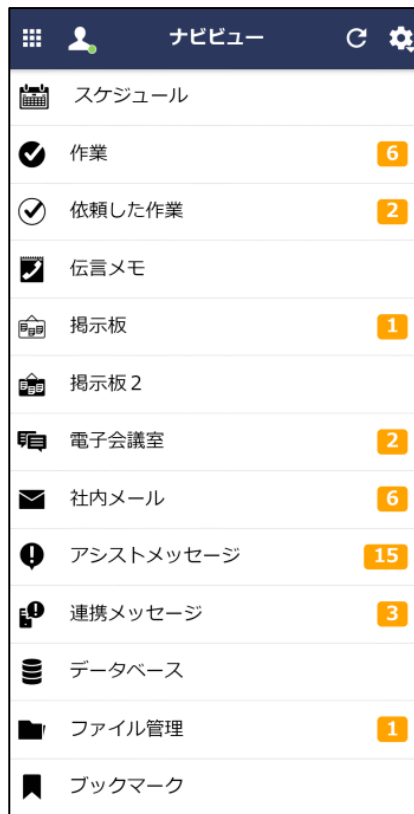 ナビビュー
スケジュール
作業 6
依頼した作業 2
伝言メモ
掲示板 1
掲示板２
電子会議室 2
社内メール 6
アシストメッセージ 15
連携メッセージ 3
データベース
ファイル管理 1
ブックマーク